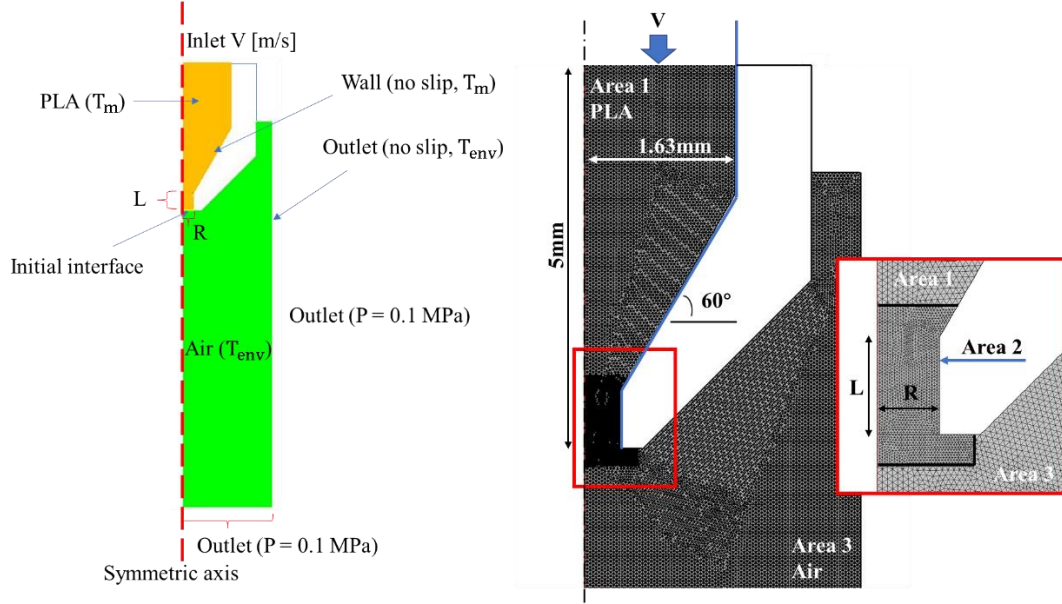 Inlet V [m/s]
Wall (no slip, Tm)
PLA (Tm)
Outlet (no slip, Tenv)
L
R
Initial interface
Outlet (P = 0.1 MPa)
Air (Tenv)
Outlet (P = 0.1 MPa)
Symmetric axis
V
Area 1
PLA
1.63mm
5mm
60°
Area 1
Area 2
L
R
Area 3
Area 3
Air